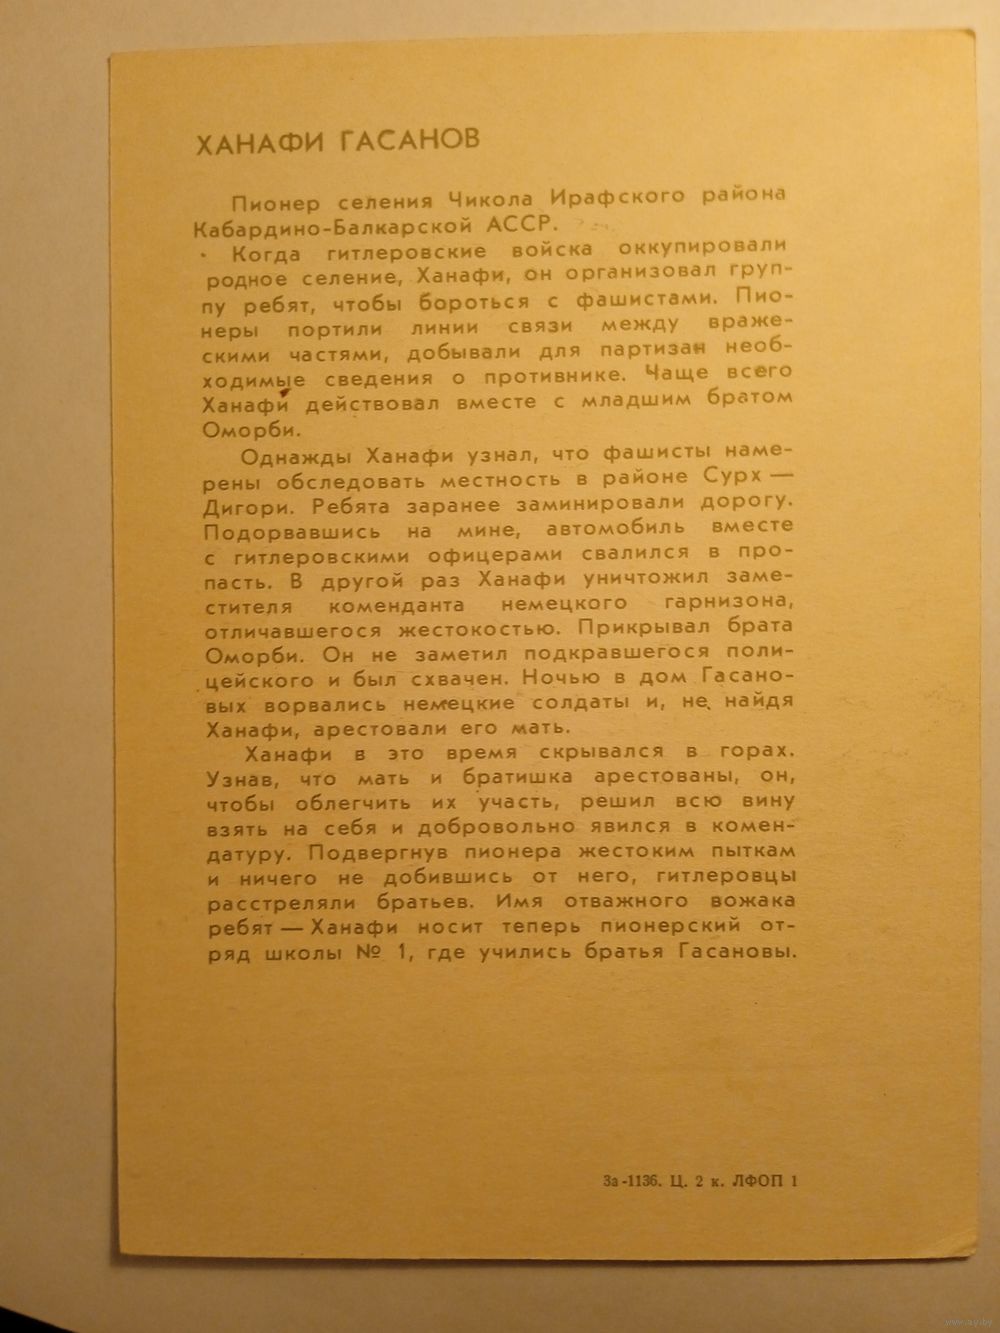 ХАНАФИ ГАСАНОВ
Пионер селения Чикола Ирафского района
Кабардино-Балкарской АССР.
Когда гитлеровские войска оккупировали
родное селение, Ханафи, он организовал груп-
пу ребят, чтобы бороться с фашистами. Пио-
неры портили линии связи между враже-
скими частями, добывали для партизан необ-
ходимые сведения о противнике. Чаще всего
Ханафи действовал вместе с младшим братом
Оморби.
Однажды Ханафи узнал, что фашисты наме-
рены обследовать местность в районе Сурх —
Дигори. Ребята заранее заминировали дорогу.
Подорвавшись на мине, автомобиль вместе
с гитлеровскими офицерами свалился в про-
пасть. В другой раз Ханафи уничтожил заме-
стителя коменданта немецкого гарнизона,
отличавшегося жестокостью. Прикрывал брата
Оморби. Он не заметил подкравшегося поли-
цейского и был схвачен. Ночью в дом Гасано-
вых ворвались немецкие солдаты и, не найдя
Ханафи, арестовали его мать.
Ханафи в это время скрывался в горах.
Узнав, что мать и братишка арестованы, он,
чтобы облегчить их участь, решил всю вину
взять на себя и добровольно явился в комен-
датуру. Подвергнув пионера жестоким пыткам
и ничего не добившись от него, гитлеровцы
расстреляли братьев. Имя отважного вожака
ребят — Ханафи носит теперь пионерский от-
ряд школы № 1, где учились братья Гасановы.
За-1136. Ц. 2 к. ЛФОП 1
www.ay.by